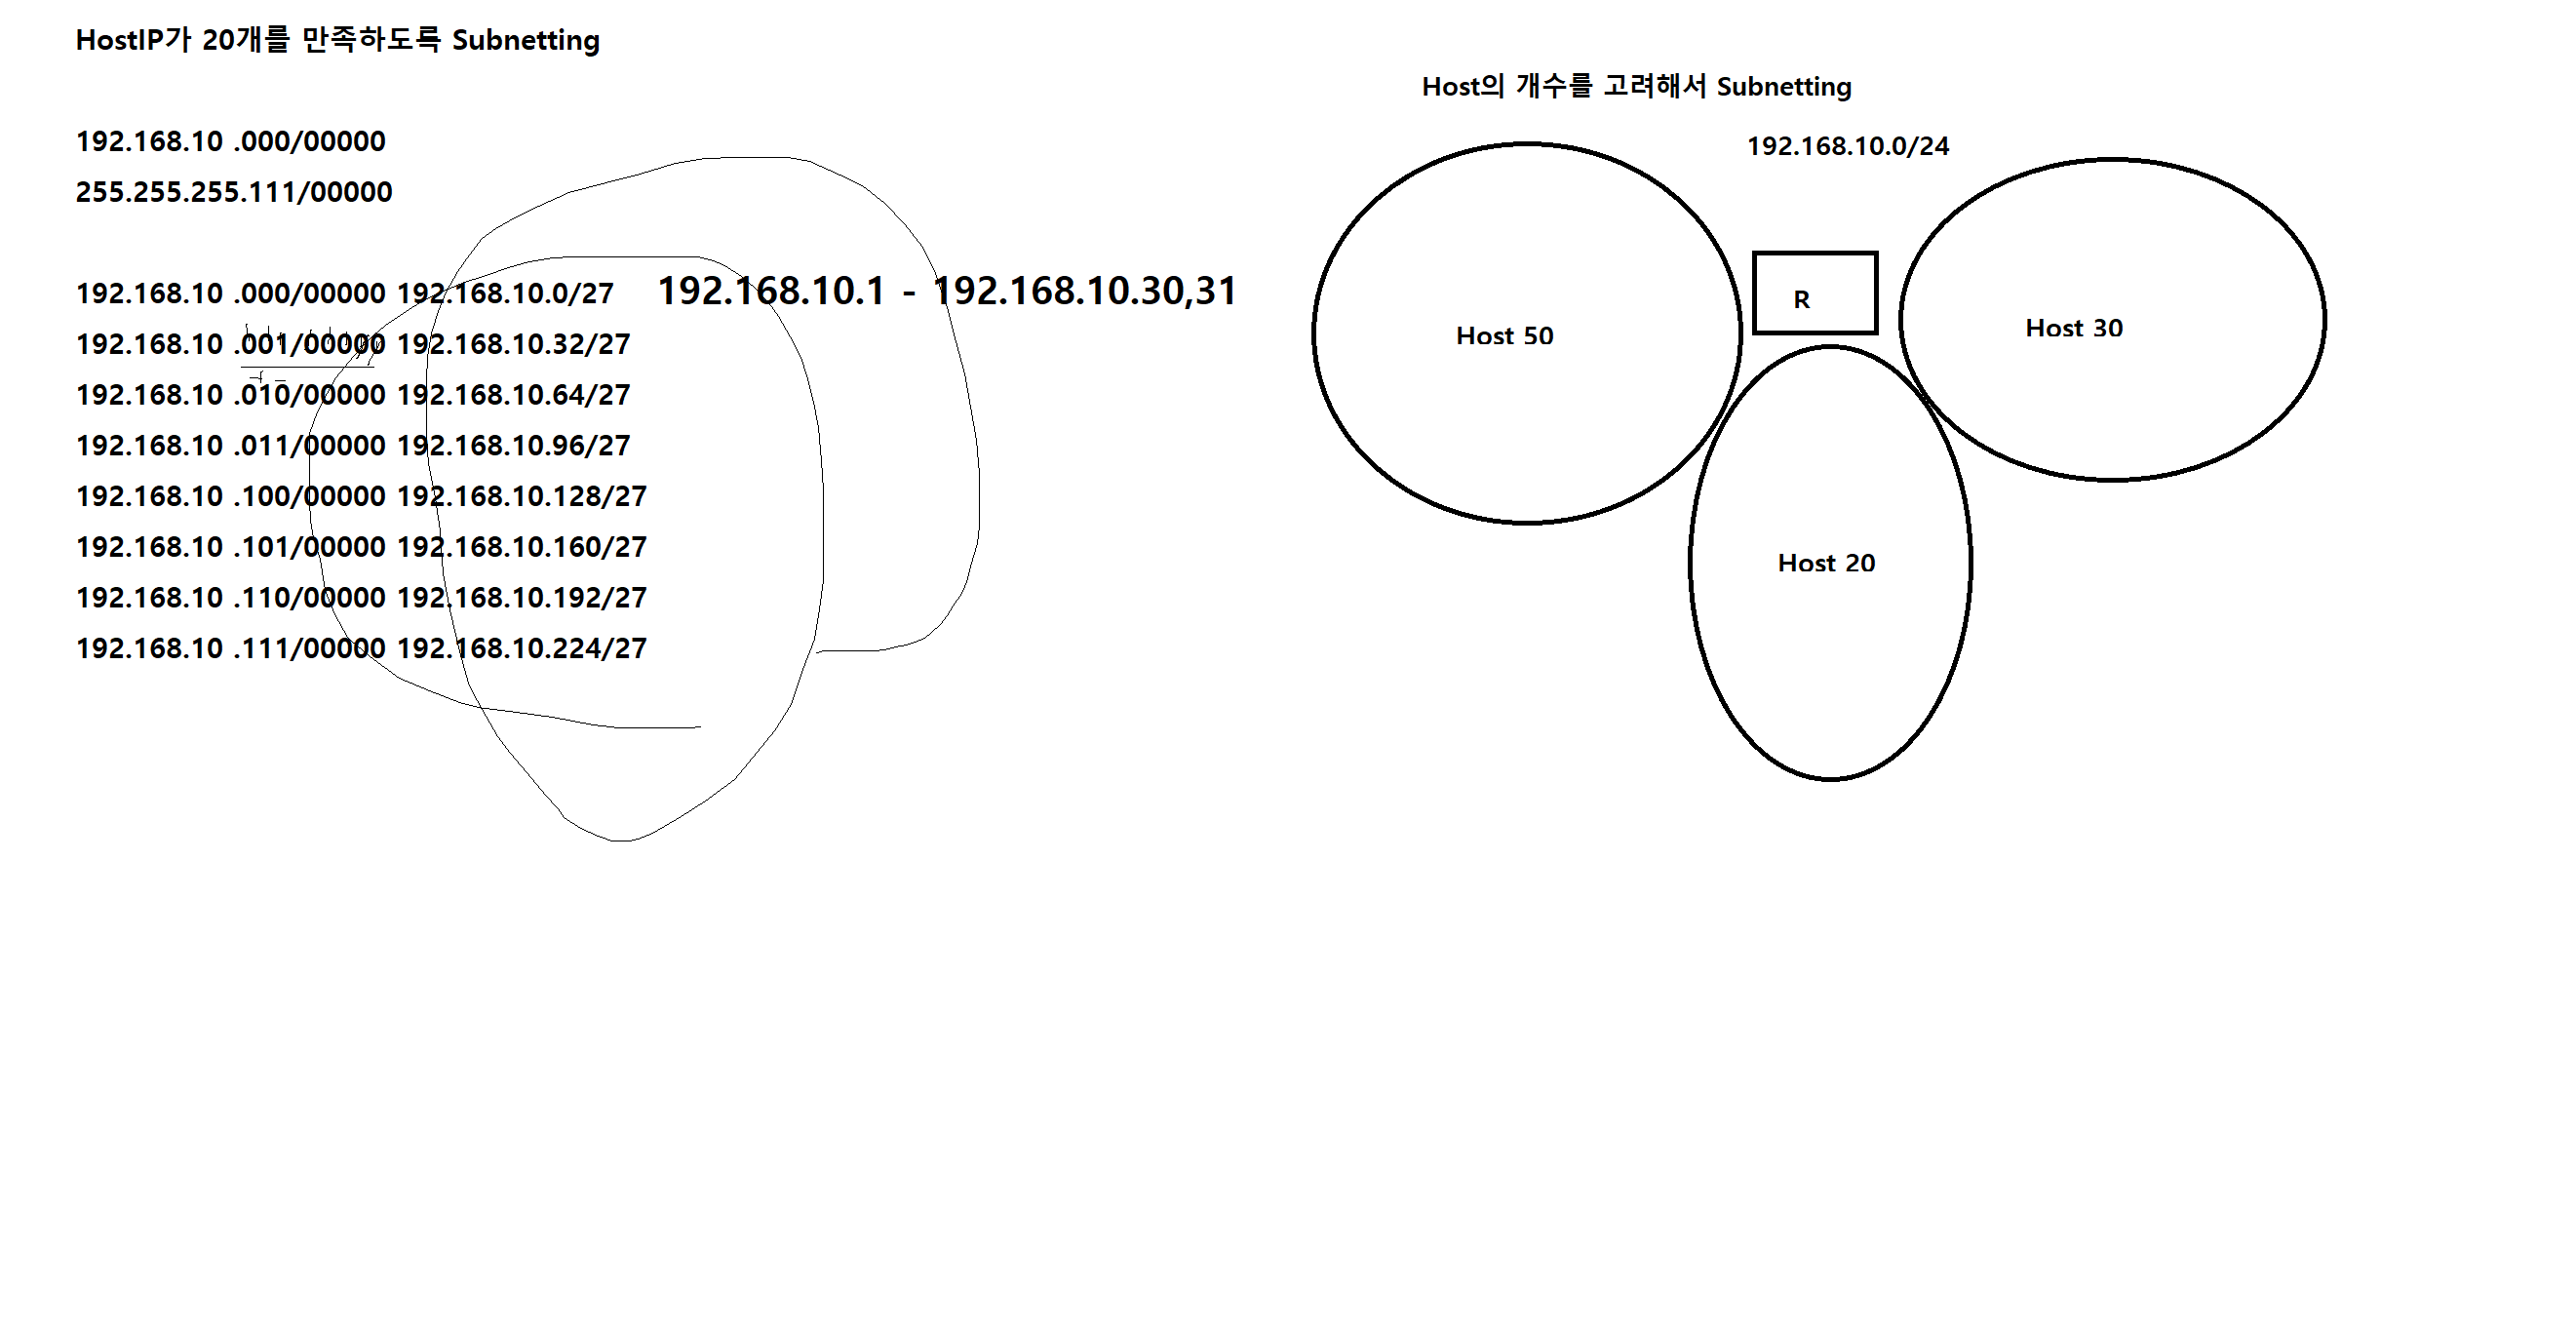 HostIP가 20개를 만족하도록 Subnetting
192.168.10 .000/00000
255.255.255.111/00000
192.168.10 .000/00000 192.168.10.0/27 192.168.10.1 - 192.168.10.30,31
192.168.10 .001/00000 192.168.10.32/27
192.168.10 .010/00000 192.168.10.64/27
192.168.10 .011/00000 192.168.10.96/27
192.168.10 .100/00000 192.168.10.128/27
192.168.10 .101/00000 192.168.10.160/27
192.168.10 .110/00000 192.168.10.192/27
192.168.10 .111/00000 192.168.10.224/27
Host의 개수를 고려해서 Subnetting
192.168.10.0/24
R
Host 50
Host 30
Host 20